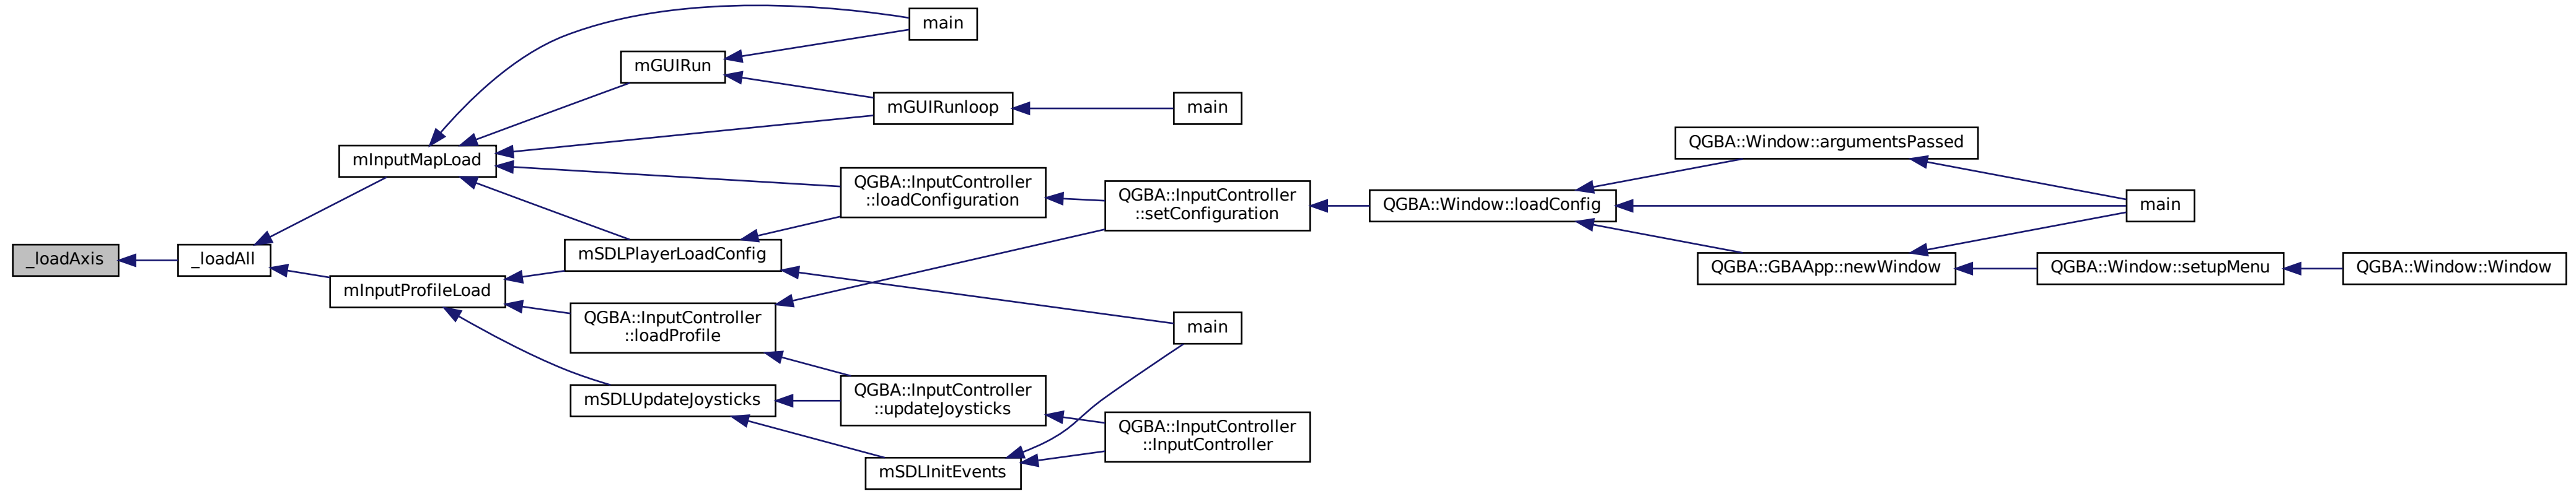 main
mGUIRun
mGUIRunloop
main
QGBA::Window::argumentsPassed
mInputMapLoad
QGBA::InputController
::loadConfiguration
QGBA::InputController
::setConfiguration
QGBA::Window::loadConfig
main
_loadAxis
_loadAll
mSDLPlayerLoadConfig
QGBA::GBAApp::newWindow
QGBA::Window::setupMenu
QGBA::Window::Window
mInputProfileLoad
QGBA::InputController
::loadProfile
main
mSDLUpdateJoysticks
QGBA::InputController
::updateJoysticks
QGBA::InputController
::InputController
mSDLInitEvents